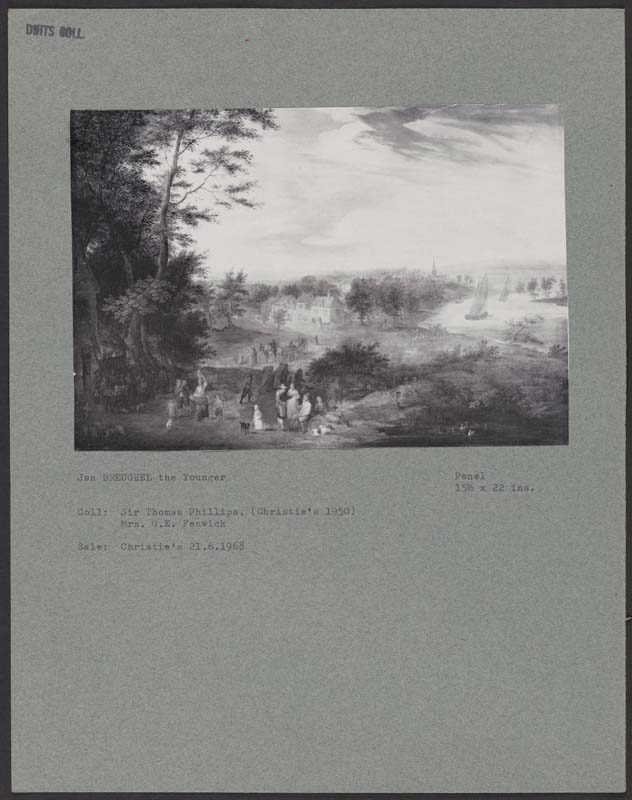 DUITS COLL.
Jan BREUGHEL the Younger
Panel
15½ x 22 ins.
Coll: Sir Thomas Phillips, (Christie's 1950)
Mrs. G.E. Fenwick
Sale: Christie's 21.6.1968